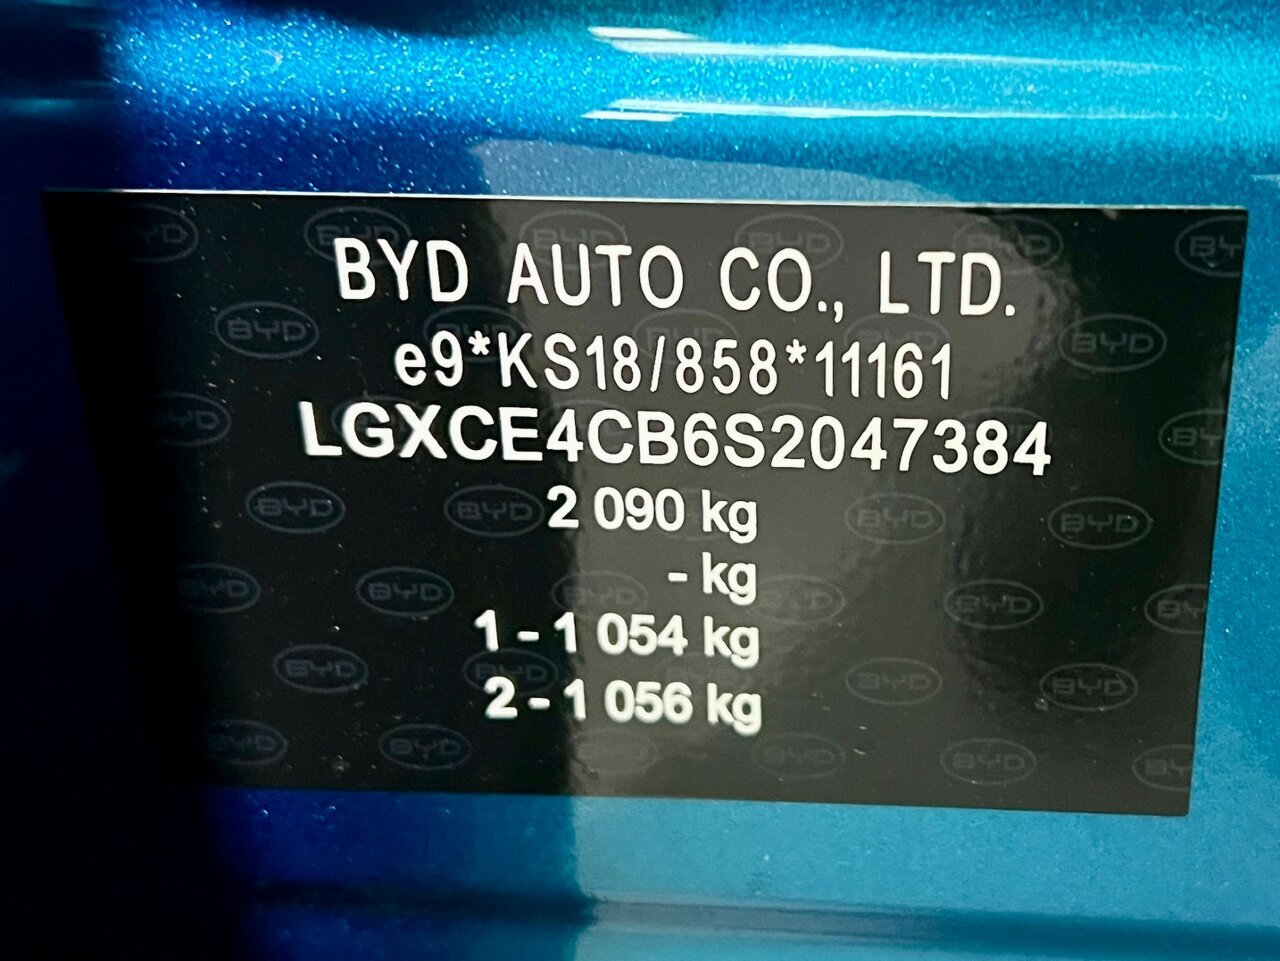 BYD AUTO CO., LTD.
e9*KS18/858*11161
LGXCE4CB6S2047384
2 090 kg
- kg
1 - 1 054 kg
2 - 1 056 kg